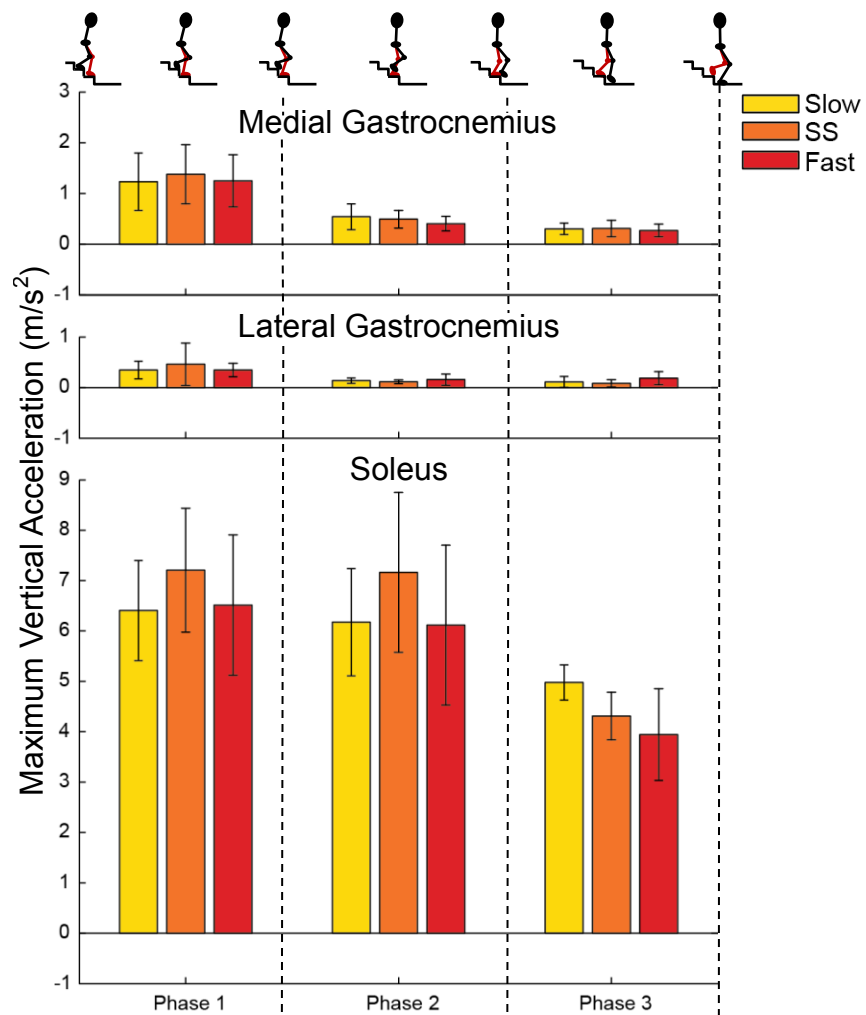 3
Slow
Medial Gastrocnemius
SS
2
Fast
1
0
-1
Lateral Gastrocnemius
1
0
-1
Maximum Vertical Acceleration (m/s²)
Soleus
9
8
7
6
5
4
3
2
1
0
-1
Phase 1 Phase 2 Phase 3